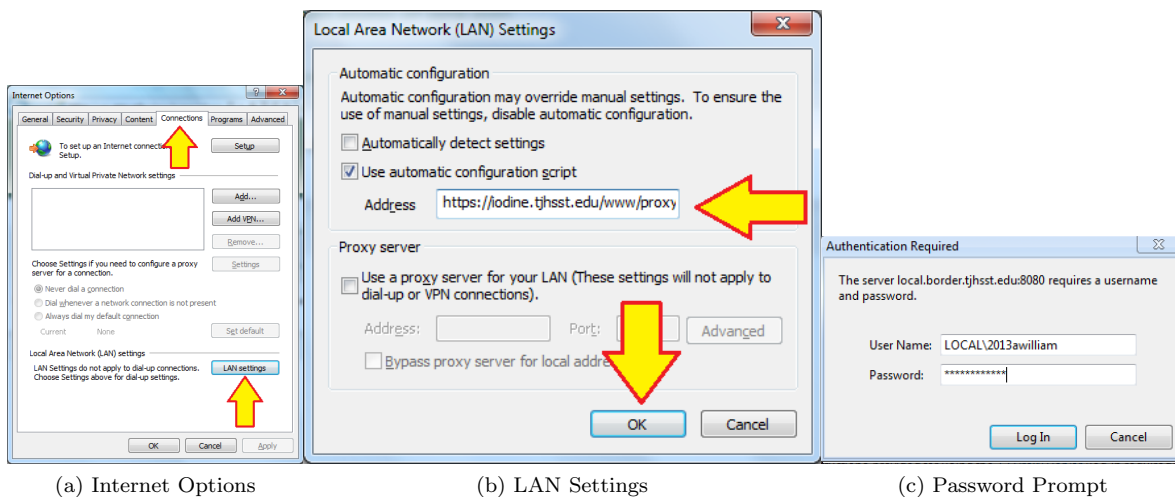 Internet Options
General Security Privacy Content Connections Programs Advanced
To set up an Internet connection
Setup.
Setup
Dial-up and Virtual Private Network settings
Add...
Add VPN...
Remove...
Choose Settings if you need to configure a proxy
server for a connection.
Settings
Never dial a connection
Dial whenever a network connection is not present
Always dial my default connection
Current None
Set default
Local Area Network (LAN) settings
LAN Settings do not apply to dial-up connections.
Choose Settings above for dial-up settings.
LAN settings
OK Cancel Apply
(a) Internet Options
Local Area Network (LAN) Settings
Automatic configuration
Automatic configuration may override manual settings. To ensure the
use of manual settings, disable automatic configuration.
Automatically detect settings
Use automatic configuration script
Address https://iodine.tjhsst.edu/www/proxy
Proxy server
Use a proxy server for your LAN (These settings will not apply to
dial-up or VPN connections).
Address: Port: Advanced
Bypass proxy server for local addre
OK Cancel
(b) LAN Settings
Authentication Required
The server local.border.tjhsst.edu:8080 requires a username
and password.
User Name: LOCAL\2013awilliam
Password: ************
Log In Cancel
(c) Password Prompt